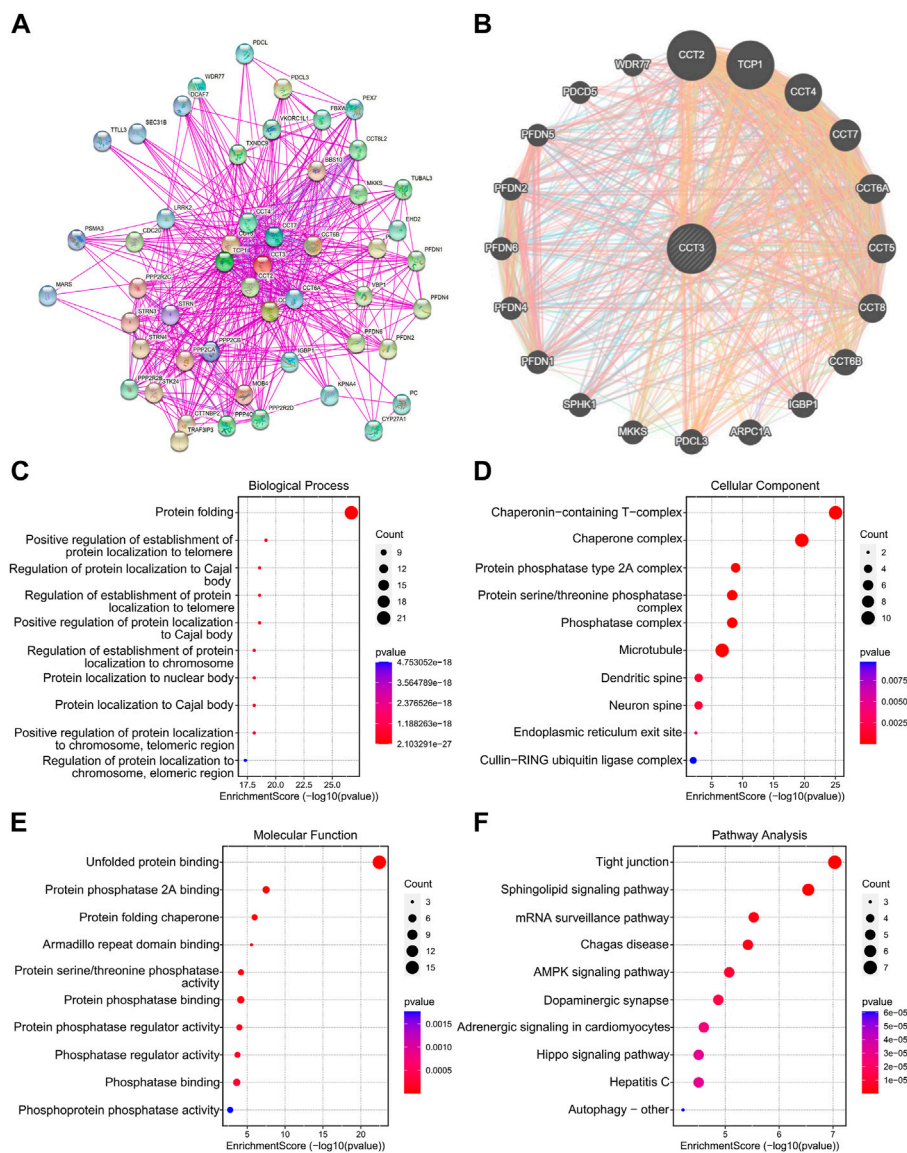 A
PDCL
WDR77
DCAF7
PDCL3
PEX7
SEC31B
TTLL3
VKORC1L1
TXNDC9
CCT8L2
BBS10
MKKS
TUBAL3
LRRK2
CCT4
EHD2
PSMA3
CDC20
CCT7
CCT6B
TCP1
CCT3
PFDN1
CCT2
CCT6A
VBP1
PFDN4
MARS
PPP2R2C
STRN
STRN3
STRN4
PPP2CB
PPP2CA
PFDN6
PFDN2
IGBP1
PPP2R2B
STK24
MOB4
KPNA4
PC
CTTNBP2
PPP4C
PPP2R2D
CYP27A1
TRAF3IP3
B
CCT2
TCP1
WDR77
CCT4
PDCD5
CCT7
PFDN5
CCT6A
PFDN2
CCT3
CCT5
PFDN6
CCT8
PFDN4
CCT6B
PFDN1
IGBP1
SPHK1
ARPC1A
MKKS
PDCL3
C
Biological Process
Protein folding
Positive regulation of establishment of
protein localization to telomere
Regulation of protein localization to Cajal
body
Regulation of establishment of protein
localization to telomere
Positive regulation of protein localization
to Cajal body
Regulation of establishment of protein
localization to chromosome
Protein localization to nuclear body
Protein localization to Cajal body
Positive regulation of protein localization
to chromosome, telomeric region
Regulation of protein localization to
chromosome, elomeric region
17.5 20.0 22.5 25.0
EnrichmentScore (−log10(pvalue))
Count
9
12
15
18
21
pvalue
4.753052e−18
3.564789e−18
2.376526e−18
1.188263e−18
2.103291e−27
D
Cellular Component
Chaperonin-containing T-complex
Chaperone complex
Protein phosphatase type 2A complex
Protein serine/threonine phosphatase
complex
Phosphatase complex
Microtubule
Dendritic spine
Neuron spine
Endoplasmic reticulum exit site
Cullin-RING ubiquitin ligase complex
5 10 15 20 25
EnrichmentScore (−log10(pvalue))
Count
2
4
6
8
10
pvalue
0.0075
0.0050
0.0025
E
Molecular Function
Unfolded protein binding
Protein phosphatase 2A binding
Protein folding chaperone
Armadillo repeat domain binding
Protein serine/threonine phosphatase
activity
Protein phosphatase binding
Protein phosphatase regulator activity
Phosphatase regulator activity
Phosphatase binding
Phosphoprotein phosphatase activity
5 10 15 20
EnrichmentScore (−log10(pvalue))
Count
3
6
9
12
15
pvalue
0.0015
0.0010
0.0005
F
Pathway Analysis
Tight junction
Sphingolipid signaling pathway
mRNA surveillance pathway
Chagas disease
AMPK signaling pathway
Dopaminergic synapse
Adrenergic signaling in cardiomyocytes
Hippo signaling pathway
Hepatitis C
Autophagy − other
5 6 7
EnrichmentScore (−log10(pvalue))
Count
3
4
5
6
7
pvalue
6e−05
5e−05
4e−05
3e−05
2e−05
1e−05